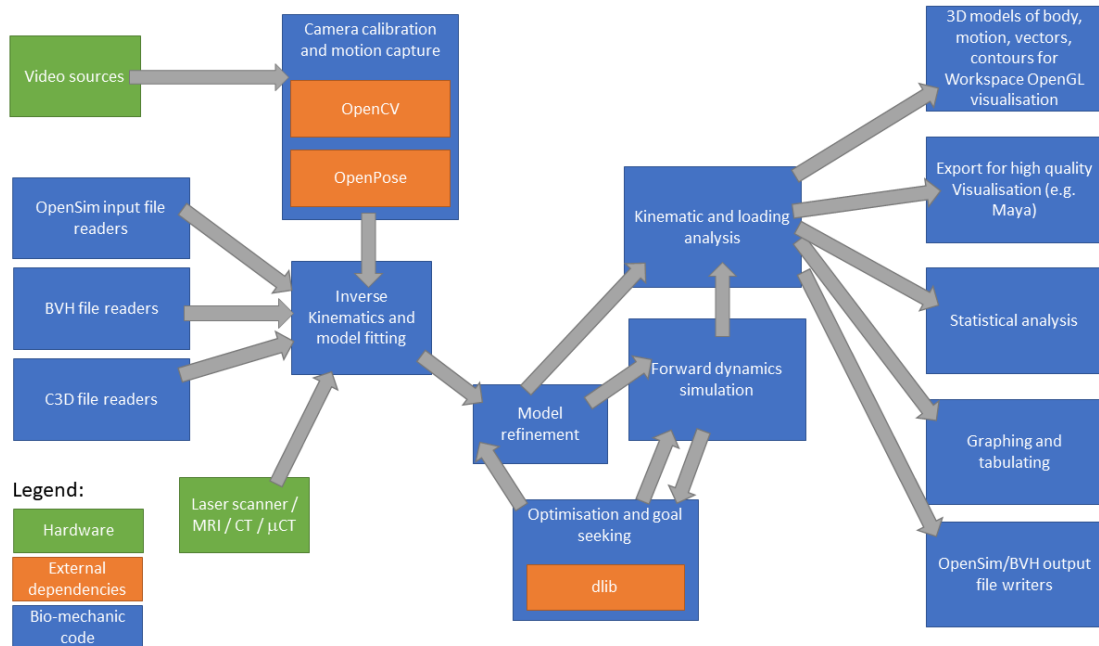 Video sources
Camera calibration
and motion capture
OpenCV
OpenPose
OpenSim input file
readers
BVH file readers
C3D file readers
Inverse
Kinematics and
model fitting
Laser scanner /
MRI / CT / μCT
Model
refinement
Optimisation and goal
seeking
dlib
Forward dynamics
simulation
Kinematic and loading
analysis
3D models of body,
motion, vectors,
contours for
Workspace OpenGL
visualisation
Export for high quality
Visualisation (e.g.
Maya)
Statistical analysis
Graphing and
tabulating
OpenSim/BVH output
file writers
Legend:
Hardware
External
dependencies
Bio-mechanic
code